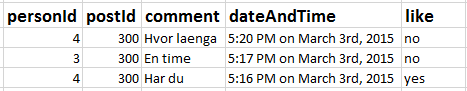 personId postId comment dateAndTime like
4 300 Hvor laenga 5:20 PM on March 3rd, 2015 no
3 300 En time 5:17 PM on March 3rd, 2015 no
4 300 Har du 5:16 PM on March 3rd, 2015 yes